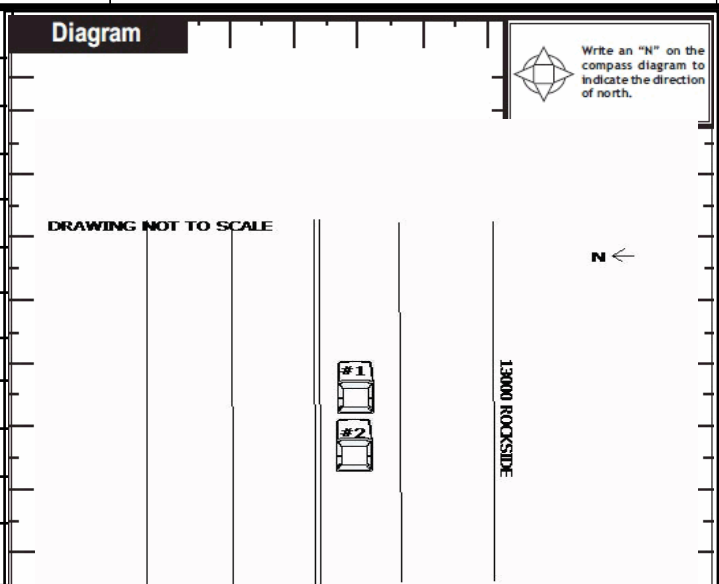 Diagram
Write an “N” on the
compass diagram to
indicate the direction
of north.
DRAWING NOT TO SCALE
N
#1
#2
13000 ROCKSIDE